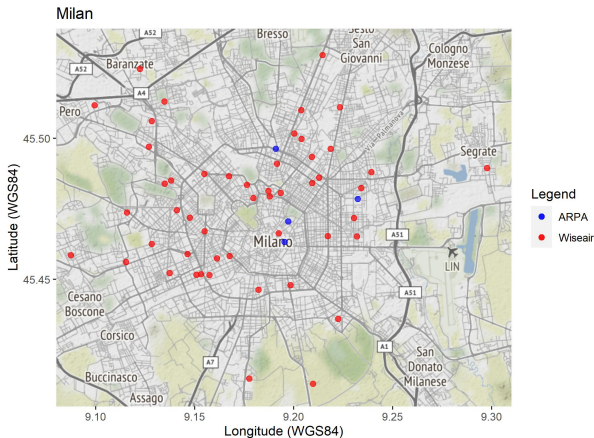 Milan
A52
Bresso
Sesto
San
Giovanni
Cologno
Monzese
A52
Baranzate
A4
Pero
Via Palmanova
Segrate
Milano
A51
LIN
A51
Cesano
Boscone
Corsico
A7
A1
San
Donato
Milanese
Buccinasco
Assago
45.50
45.45
9.10
9.15
9.20
9.25
9.30
Longitude (WGS84)
Latitude (WGS84)
Legend
ARPA
Wiseair